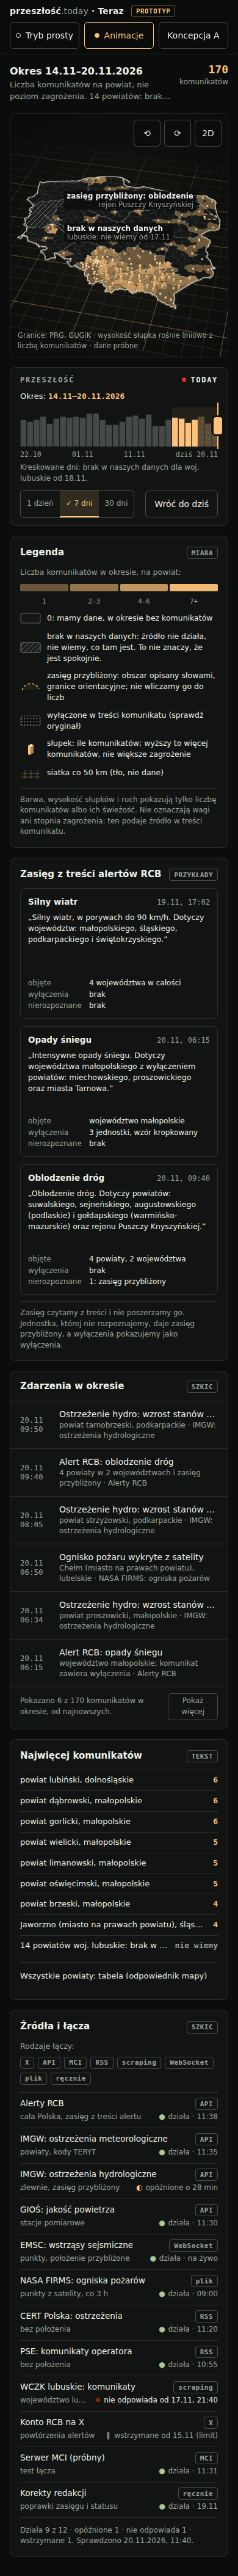 przeszłość.today · Teraz PROTOTYP
Tryb prosty
Animacje
Koncepcja A
Okres 14.11–20.11.2026
170
komunikatów
Liczba komunikatów na powiat, nie
poziom zagrożenia. 14 powiatów: brak…
2D
zasięg przybliżony: oblodzenie
rejon Puszczy Knyszyńskiej
brak w naszych danych
lubuskie: nie wiemy od 17.11
Granice: PRG, GUGiK · wysokość słupka rośnie liniowo z
liczbą komunikatów · dane próbne
PRZESZŁOŚĆ
TODAY
Okres: 14.11–20.11.2026
22.10 01.11 11.11 dziś 20.11
Kreskowane dni: brak w naszych danych dla woj.
lubuskie od 18.11.
1 dzień
✓ 7 dni
30 dni
Wróć do dziś
Legenda
MIARA
Liczba komunikatów w okresie, na powiat:
1 2–3 4–6 7+
0: mamy dane, w okresie bez komunikatów
brak w naszych danych: źródło nie działa,
nie wiemy, co tam jest. To nie znaczy, że
jest spokojnie.
zasięg przybliżony: obszar opisany słowami,
granice orientacyjne; nie wliczamy go do
liczb
wyłączone w treści komunikatu (sprawdź
oryginał)
słupek: ile komunikatów; wyższy to więcej
komunikatów, nie większe zagrożenie
siatka co 50 km (tło, nie dane)
Barwa, wysokość słupków i ruch pokazują tylko liczbę
komunikatów albo ich świeżość. Nie oznaczają wagi
ani stopnia zagrożenia: ten podaje źródło w treści
komunikatu.
Zasięg z treści alertów RCB
PRZYKŁADY
Silny wiatr
19.11, 17:02
„Silny wiatr, w porywach do 90 km/h. Dotyczy
województw: małopolskiego, śląskiego,
podkarpackiego i świętokrzyskiego.”
objęte 4 województwa w całości
wyłączenia brak
nierozpoznane brak
Opady śniegu
20.11, 06:15
„Intensywne opady śniegu. Dotyczy
województwa małopolskiego z wyłączeniem
powiatów: miechowskiego, proszowickiego
oraz miasta Tarnowa.”
objęte województwo małopolskie
wyłączenia 3 jednostki, wzór kropkowany
nierozpoznane brak
Oblodzenie dróg
20.11, 09:40
„Oblodzenie dróg. Dotyczy powiatów:
suwalskiego, sejneńskiego, augustowskiego
(podlaskie) i gołdapskiego (warmińsko-
mazurskie) oraz rejonu Puszczy Knyszyńskiej.”
objęte 4 powiaty, 2 województwa
wyłączenia brak
nierozpoznane 1: zasięg przybliżony
Zasięg czytamy z treści i nie poszerzamy go.
Jednostka, której nie rozpoznajemy, daje zasięg
przybliżony, a wyłączenia pokazujemy jako
wyłączenia.
Zdarzenia w okresie
SZKIC
20.11
09:50
Ostrzeżenie hydro: wzrost stanów …
powiat tarnobrzeski, podkarpackie · IMGW:
ostrzeżenia hydrologiczne
20.11
09:40
Alert RCB: oblodzenie dróg
4 powiaty w 2 województwach i zasięg
przybliżony · Alerty RCB
20.11
08:05
Ostrzeżenie hydro: wzrost stanów …
powiat strzyżowski, podkarpackie · IMGW:
ostrzeżenia hydrologiczne
20.11
06:50
Ognisko pożaru wykryte z satelity
Chełm (miasto na prawach powiatu),
lubelskie · NASA FIRMS: ogniska pożarów
20.11
06:34
Ostrzeżenie hydro: wzrost stanów …
powiat proszowicki, małopolskie · IMGW:
ostrzeżenia hydrologiczne
20.11
06:15
Alert RCB: opady śniegu
województwo małopolskie; komunikat
zawiera wyłączenia · Alerty RCB
Pokazano 6 z 170 komunikatów w
okresie, od najnowszych.
Pokaż
więcej
Najwięcej komunikatów
TEKST
powiat lubiński, dolnośląskie 6
powiat dąbrowski, małopolskie 6
powiat gorlicki, małopolskie 6
powiat wielicki, małopolskie 5
powiat limanowski, małopolskie 5
powiat oświęcimski, małopolskie 5
powiat brzeski, małopolskie 4
Jaworzno (miasto na prawach powiatu), śląs… 4
14 powiatów woj. lubuskie: brak w … nie wiemy
Wszystkie powiaty: tabela (odpowiednik mapy)
Źródła i łącza
SZKIC
Rodzaje łączy:
X API MCI RSS scraping WebSocket
plik ręcznie
Alerty RCB API
cała Polska, zasięg z treści alertu działa · 11:38
IMGW: ostrzeżenia meteorologiczne API
powiaty, kody TERYT działa · 11:35
IMGW: ostrzeżenia hydrologiczne API
zlewnie, zasięg przybliżony opóźnione o 28 min
GIOŚ: jakość powietrza API
stacje pomiarowe działa · 11:30
EMSC: wstrząsy sejsmiczne WebSocket
punkty, położenie przybliżone działa · na żywo
NASA FIRMS: ogniska pożarów plik
punkty z satelity, co 3 h działa · 09:00
CERT Polska: ostrzeżenia RSS
bez położenia działa · 11:20
PSE: komunikaty operatora RSS
bez położenia działa · 10:55
WCZK lubuskie: komunikaty scraping
województwo lu… nie odpowiada od 17.11, 21:40
Konto RCB na X X
powtórzenia alertów wstrzymane od 15.11 (limit)
Serwer MCI (próbny) MCI
test łącza działa · 11:31
Korekty redakcji ręcznie
poprawki zasięgu i statusu działa · 19.11
Działa 9 z 12 · opóźnione 1 · nie odpowiada 1 ·
wstrzymane 1. Sprawdzono 20.11.2026, 11:40.